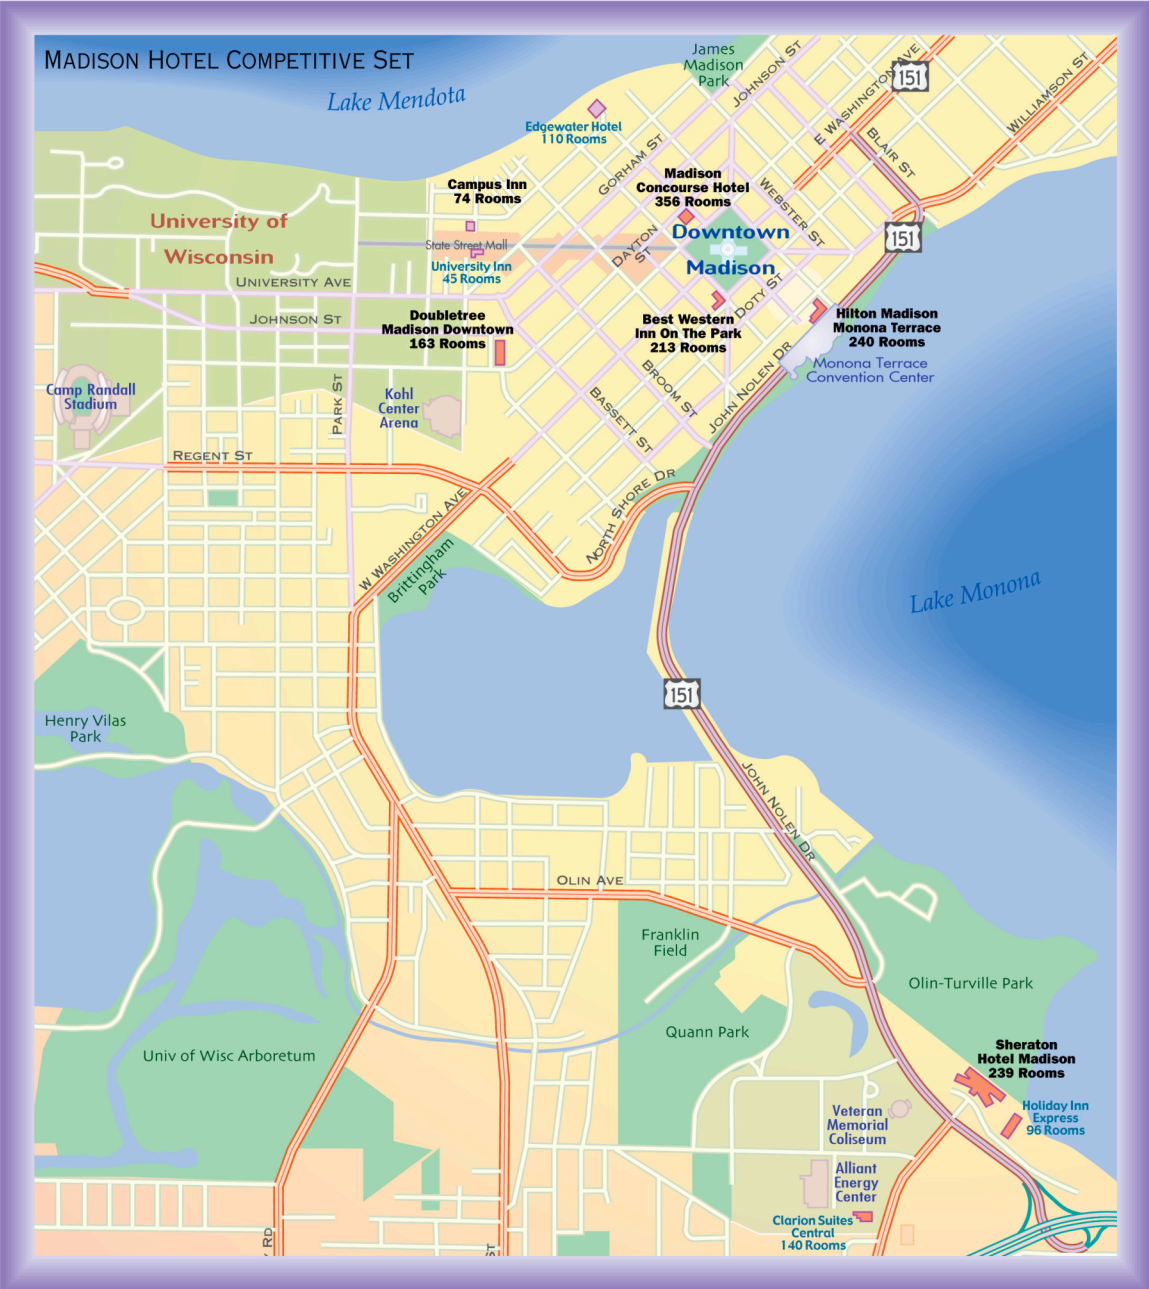 MADISON HOTEL COMPETITIVE SET
Lake Mendota
James
Madison
Park
JOHNSON ST
E WASHINGTON AVE
151
WILLIAMSON ST
Edgewater Hotel
110 Rooms
GORHAM ST
BLAIR ST
Campus Inn
74 Rooms
Madison
Concourse Hotel
356 Rooms
WEBSTER ST
University of
Wisconsin
State Street Mall
University Inn
45 Rooms
DAYTON
ST
Downtown
Madison
151
UNIVERSITY AVE
DOTY ST
JOHNSON ST
Doubletree
Madison Downtown
163 Rooms
Best Western
Inn On The Park
213 Rooms
Hilton Madison
Monona Terrace
240 Rooms
Monona Terrace
Convention Center
JOHN NOLEN DR
BROOM ST
BASSETT ST
Camp Randall
Stadium
PARK ST
Kohl
Center
Arena
REGENT ST
NORTH SHORE DR
W WASHINGTON AVE
Brittingham
Park
Lake Monona
151
Henry Vilas
Park
JOHN NOLEN DR
OLIN AVE
Franklin
Field
Olin-Turville Park
Quann Park
Univ of Wisc Arboretum
Sheraton
Hotel Madison
239 Rooms
Holiday Inn
Express
96 Rooms
Veteran
Memorial
Coliseum
Alliant
Energy
Center
Clarion Suites
Central
140 Rooms
RD
ST